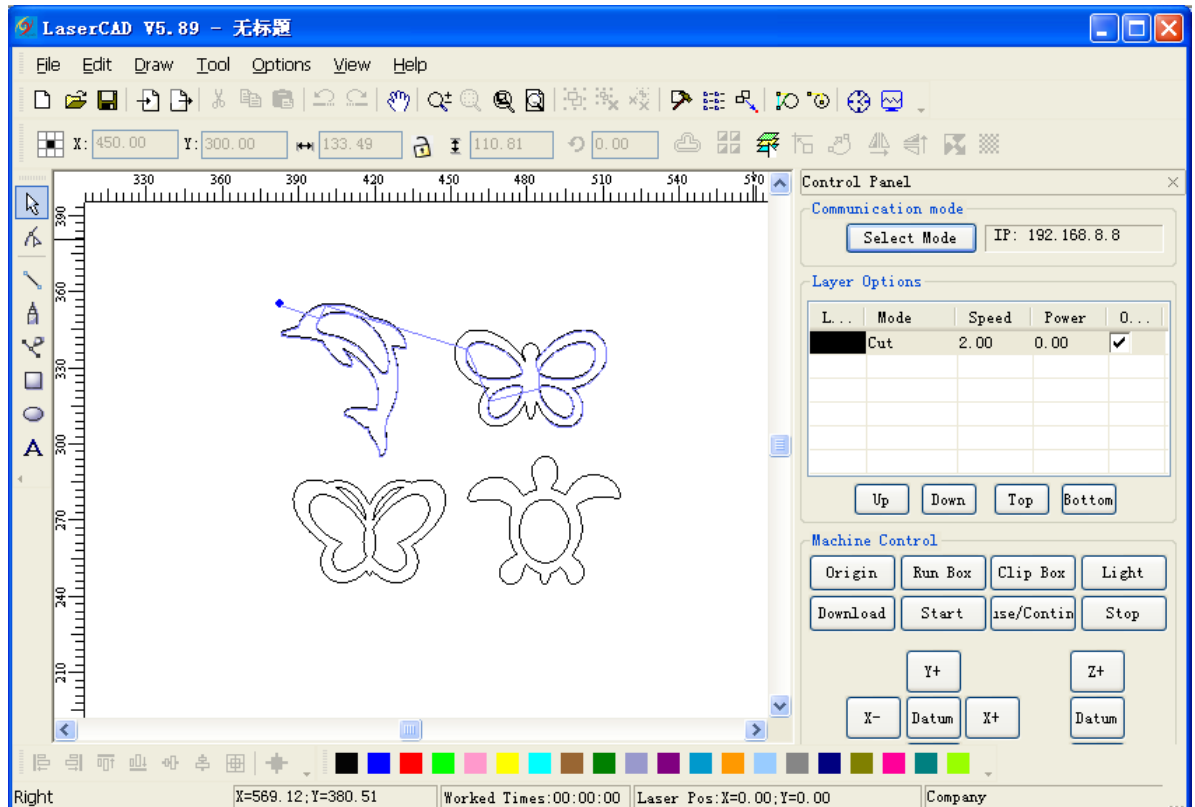 LaserCAD V5.89 - 无标题
File Edit Draw Tool Options View Help
X: 450.00 Y: 300.00 133.49 110.81 0.00
330 360 390 420 450 480 510 540 570
Control Panel
Communication mode
Select Mode IP: 192.168.8.8
Layer Options
L... Mode Speed Power O...
Cut 2.00 0.00
Up Down Top Bottom
Machine Control
Origin Run Box Clip Box Light
Download Start ase/Contin Stop
Y+ Z+
X- Datum X+ Datum
390
360
330
300
270
240
210
A
Right X=569.12;Y=380.51 Worked Times:00:00:00 Laser Pos:X=0.00;Y=0.00 Company